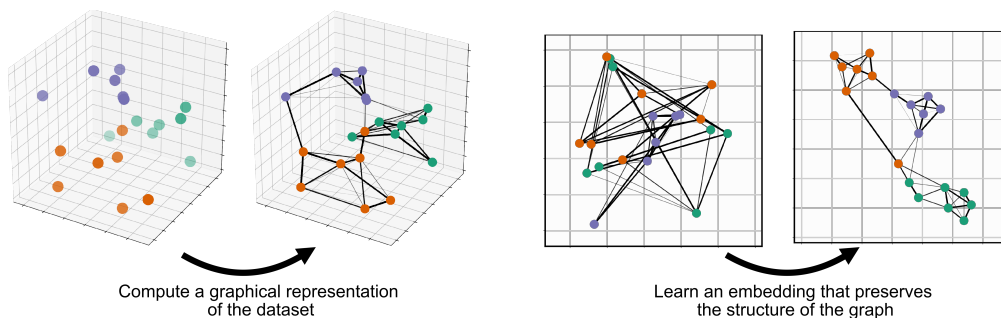 Compute a graphical representation
of the dataset
Learn an embedding that preserves
the structure of the graph